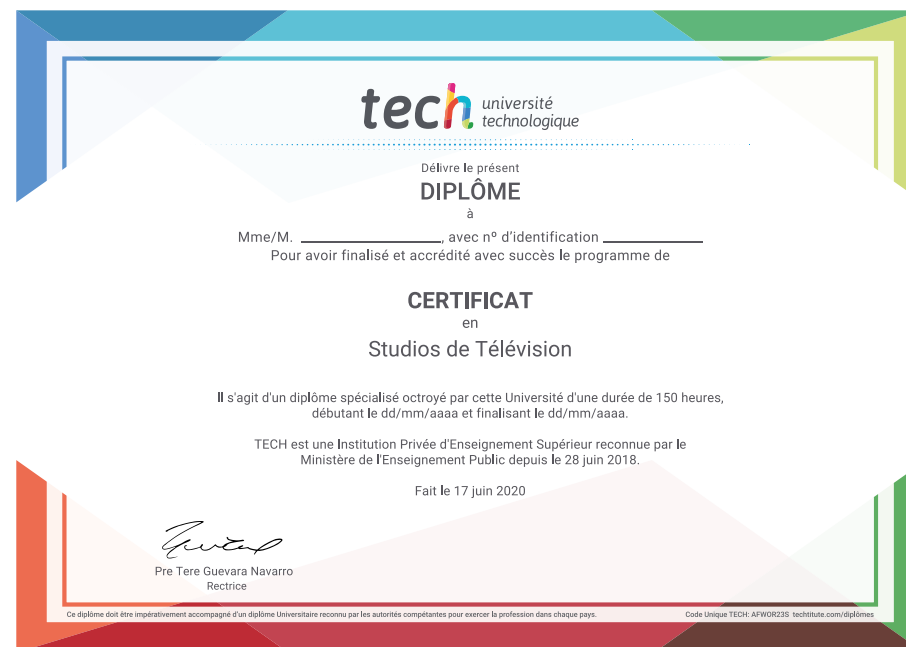 tech université
technologique
Délivre le présent
DIPLÔME
à
Mme/M. ____________________, avec nº d'identification ______________
Pour avoir finalisé et accrédité avec succès le programme de
CERTIFICAT
en
Studios de Télévision
Il s'agit d'un diplôme spécialisé octroyé par cette Université d'une durée de 150 heures,
débutant le dd/mm/aaaa et finalisant le dd/mm/aaaa.
TECH est une Institution Privée d'Enseignement Supérieur reconnue par le
Ministère de l'Enseignement Public depuis le 28 juin 2018.
Fait le 17 juin 2020
Pre Tere Guevara Navarro
Rectrice
Ce diplôme doit être impérativement accompagné d'un diplôme Universitaire reconnu par les autorités compétantes pour exercer la profession dans chaque pays.
Code Unique TECH: AFWOR23S techtitute.com/diplômes